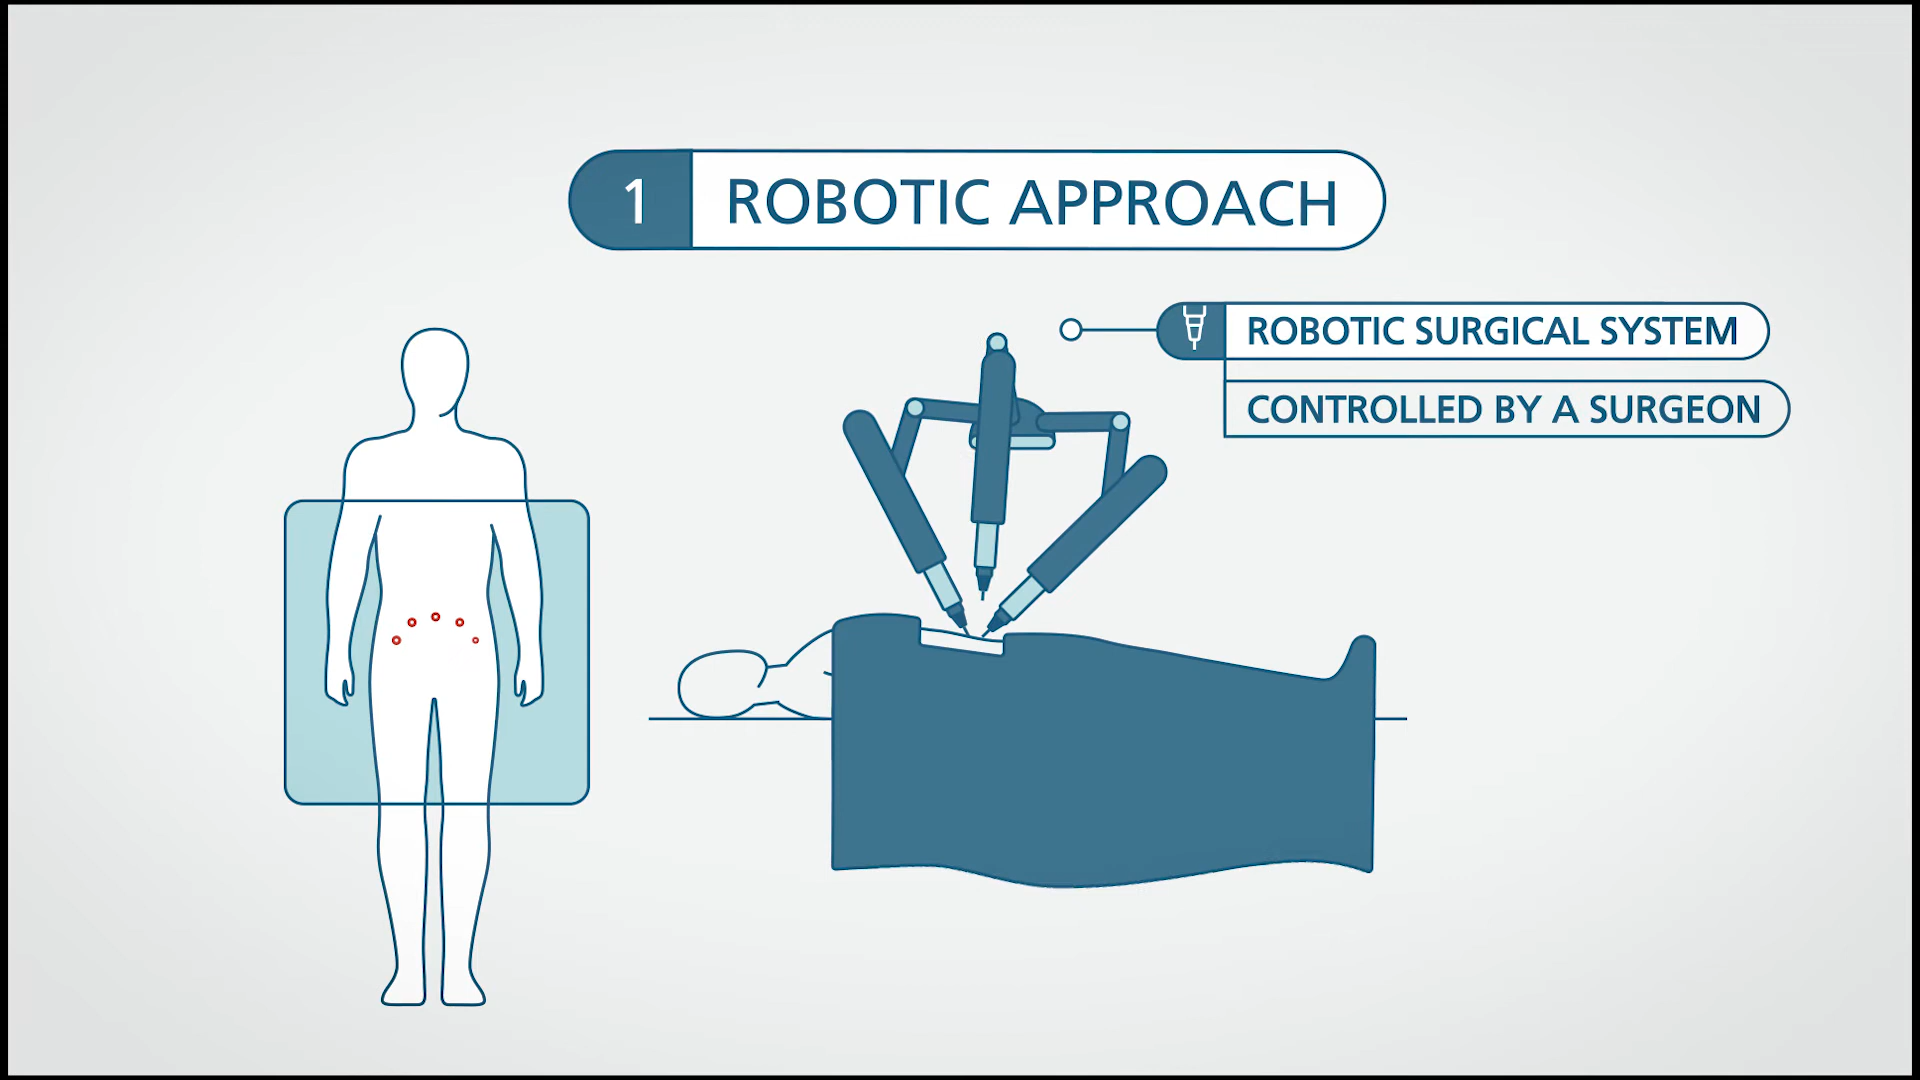 1 ROBOTIC APPROACH
ROBOTIC SURGICAL SYSTEM
CONTROLLED BY A SURGEON